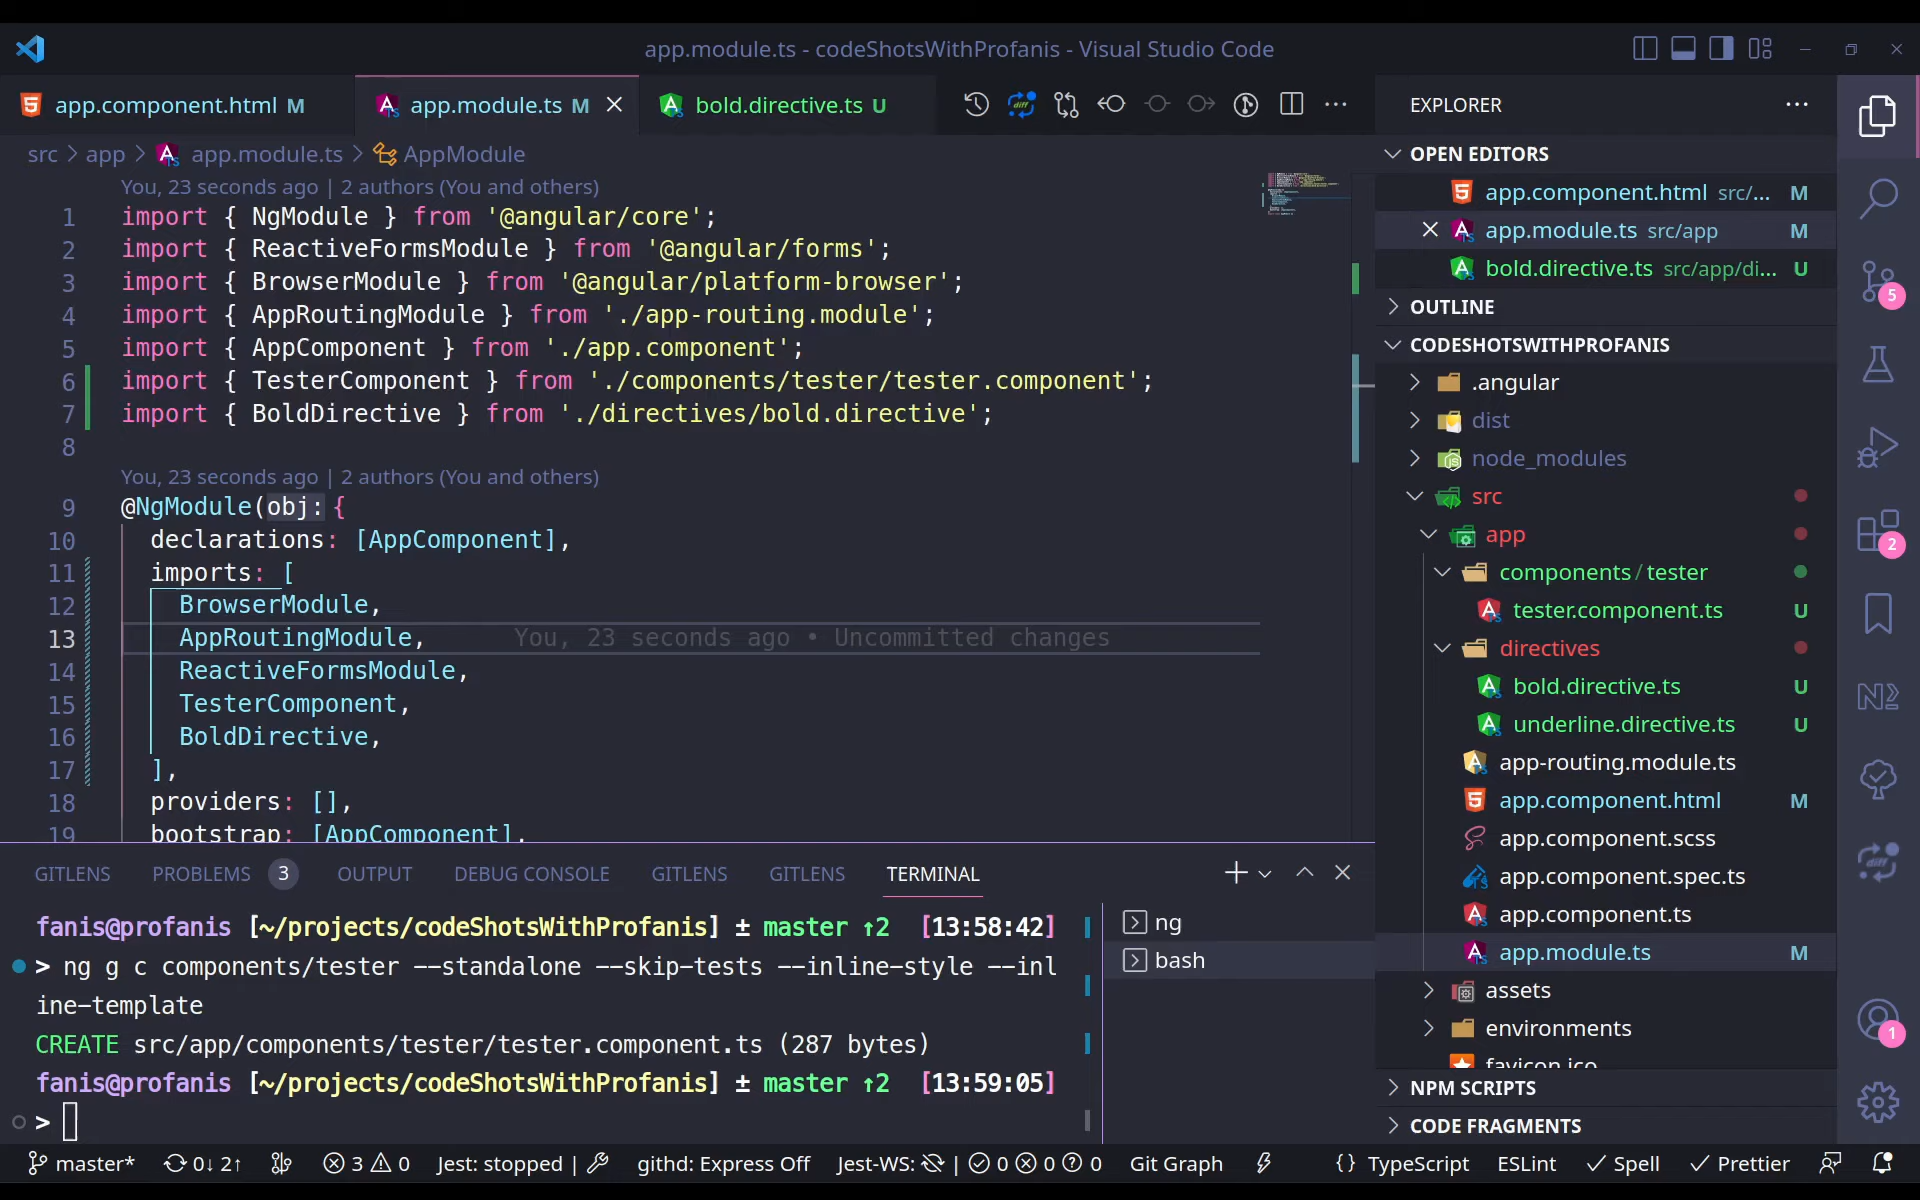 app.module.ts - codeShotsWithProfanis - Visual Studio Code
app.component.html M
app.module.ts M
bold.directive.ts U
src > app > app.module.ts > AppModule
You, 23 seconds ago | 2 authors (You and others)
1 import { NgModule } from '@angular/core';
2 import { ReactiveFormsModule } from '@angular/forms';
3 import { BrowserModule } from '@angular/platform-browser';
4 import { AppRoutingModule } from './app-routing.module';
5 import { AppComponent } from './app.component';
6 import { TesterComponent } from './components/tester/tester.component';
7 import { BoldDirective } from './directives/bold.directive';
8
You, 23 seconds ago | 2 authors (You and others)
9 @NgModule(obj: {
10 declarations: [AppComponent],
11 imports: [
12 BrowserModule,
13 AppRoutingModule, You, 23 seconds ago • Uncommitted changes
14 ReactiveFormsModule,
15 TesterComponent,
16 BoldDirective,
17 ],
18 providers: [],
19 bootstrap: [AppComponent],
GITLENS PROBLEMS 3 OUTPUT DEBUG CONSOLE GITLENS GITLENS TERMINAL
fanis@profanis [~/projects/codeShotsWithProfanis] ± master ↑2 [13:58:42]
> ng g c components/tester --standalone --skip-tests --inline-style --inl
ine-template
CREATE src/app/components/tester/tester.component.ts (287 bytes)
fanis@profanis [~/projects/codeShotsWithProfanis] ± master ↑2 [13:59:05]
>
ng
bash
EXPLORER
OPEN EDITORS
app.component.html src/... M
app.module.ts src/app M
bold.directive.ts src/app/di... U
OUTLINE
CODESHOTSWITHPROFANIS
.angular
dist
node_modules
src
app
components/tester
tester.component.ts U
directives
bold.directive.ts U
underline.directive.ts U
app-routing.module.ts
app.component.html M
app.component.scss
app.component.spec.ts
app.component.ts
app.module.ts M
assets
environments
favicon.ico
NPM SCRIPTS
CODE FRAGMENTS
5
2
1
master* 0↓ 2↑ 3 0 Jest: stopped | githd: Express Off Jest-WS: | 0 0 0 Git Graph {} TypeScript ESLint ✓ Spell ✓ Prettier